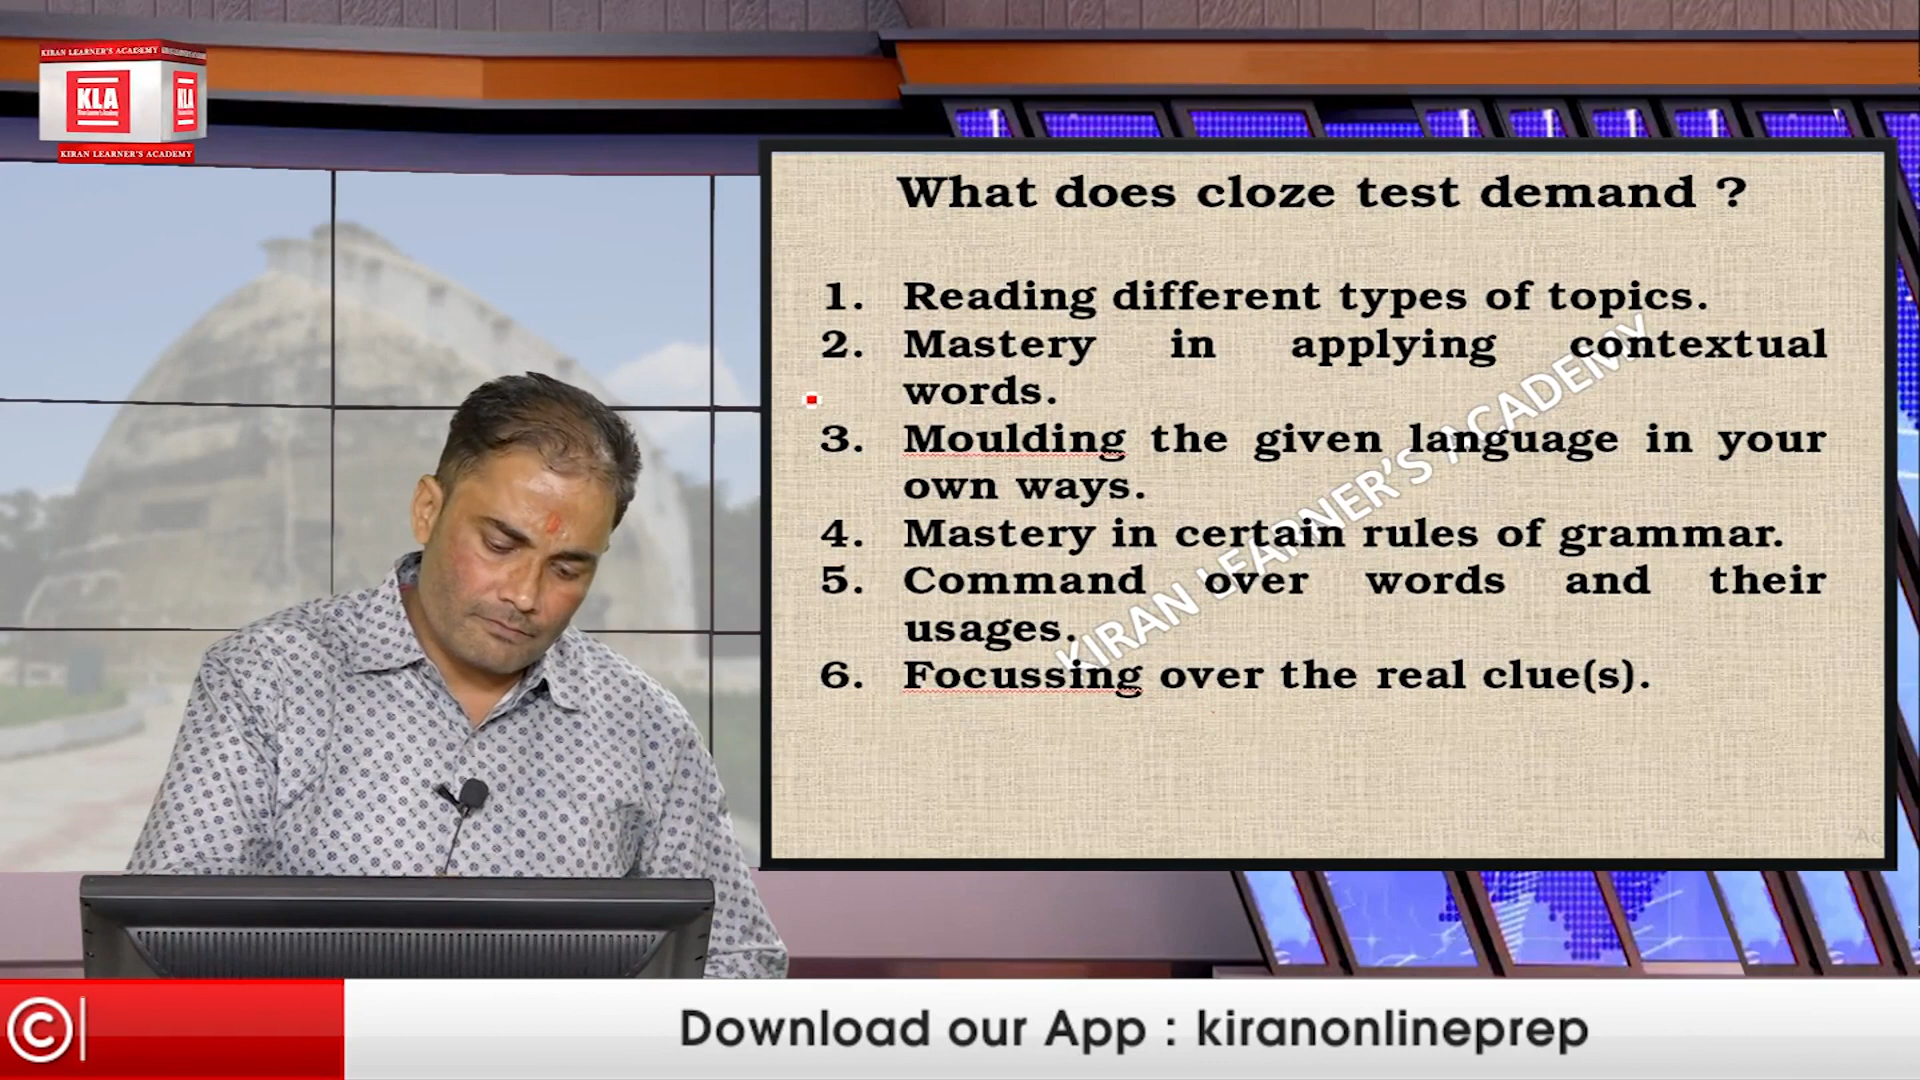 KIRAN LEARNER'S ACADEMY
KLA
KLA
KIRAN LEARNER'S ACADEMY
What does cloze test demand ?
1. Reading different types of topics.
2. Mastery in applying contextual
words.
3. Moulding the given language in your
own ways.
4. Mastery in certain rules of grammar.
5. Command over words and their
usages.
6. Focussing over the real clue(s).
KIRAN LEARNER'S ACADEMY
©
Download our App : kiranonlineprep